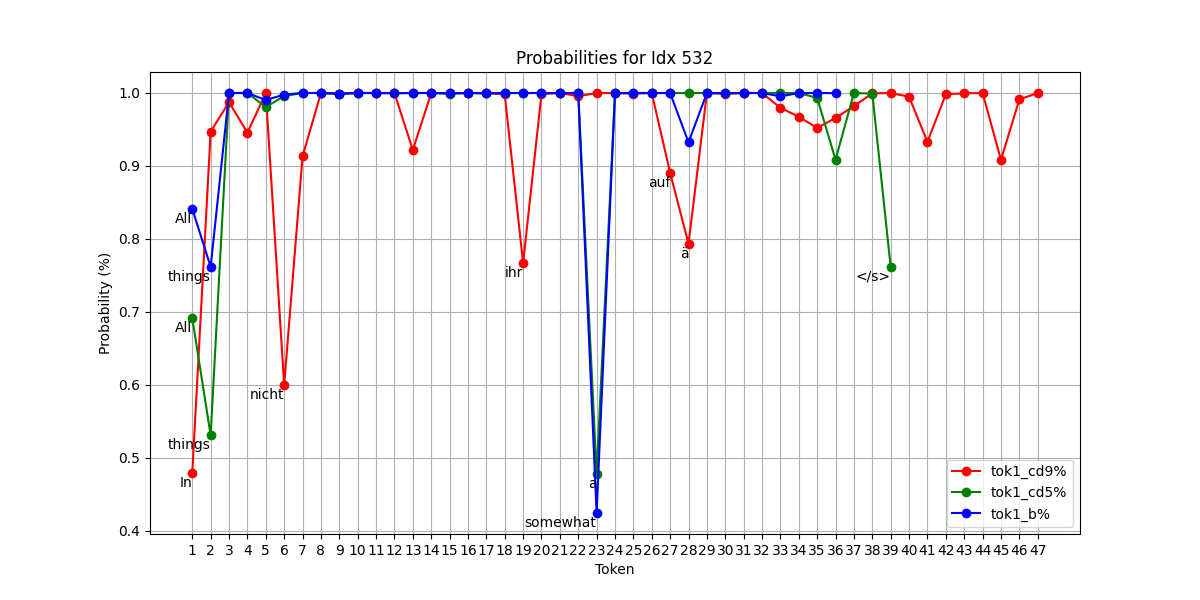 Probabilities for Idx 532
Probability (%)
1.0
0.9
0.8
0.7
0.6
0.5
0.4
All
things
All
things
In
nicht
ihr
a
somewhat
auf
ä
</s>
tok1_cd9%
tok1_cd5%
tok1_b%
1 2 3 4 5 6 7 8 9 10 11 12 13 14 15 16 17 18 19 20 21 22 23 24 25 26 27 28 29 30 31 32 33 34 35 36 37 38 39 40 41 42 43 44 45 46 47
Token